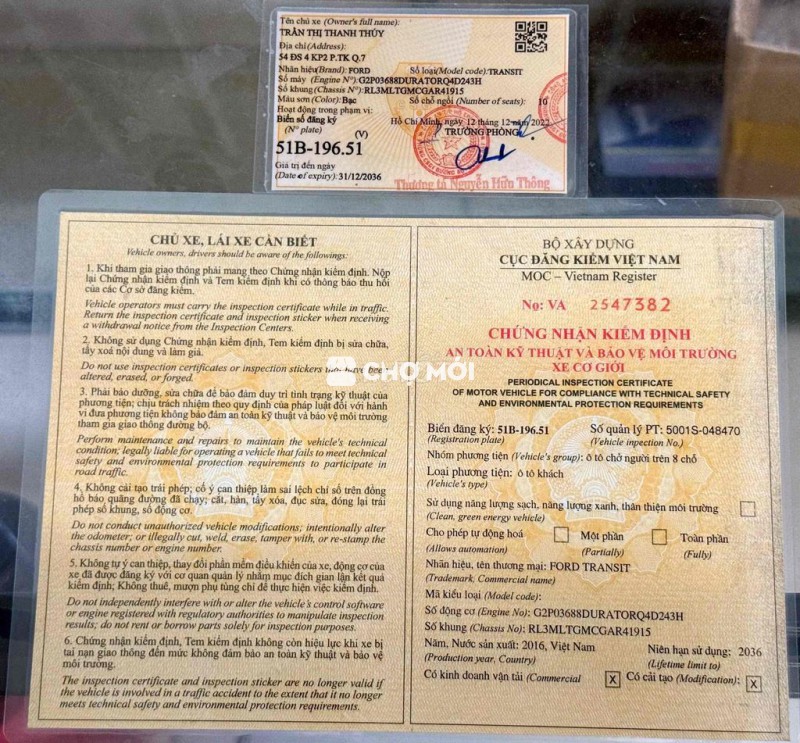 Tên chủ xe (Owner's full name):
TRẦN THỊ THANH THỦY
Địa chỉ (Address):
54 ĐS 4 KP2 P.TK Q.7
Nhãn hiệu(Brand): FORD Số loại(Model code):TRANSIT
Số máy (Engine N°):G2P03688DURATORQ4D243H
Số khung(Chassis N°):RL3MLTGMCGAR41915
Màu sơn (Color): Bạc Số chỗ ngồi (Number of seats): 10
Hoạt động trong phạm vi:
Biển số đăng ký Hồ Chí Minh, ngày 12 tháng 12 năm 2022
(N° plate) (V) TRƯỞNG PHÒNG
51B-196.51
Giá trị đến ngày
(Date of expiry): 31/12/2036
Thượng tá Nguyễn Hữu Thông
CHỦ XE, LÁI XE CẦN BIẾT
Vehicle owners, drivers should be aware of the followings:
1. Khi tham gia giao thông phải mang theo Chứng nhận kiểm định. Nộp
lại Chứng nhận kiểm định và Tem kiểm định khi có thông báo thu hồi
của các Cơ sở đăng kiểm.
Vehicle operators must carry the inspection certificate while in traffic.
Return the inspection certificate and inspection sticker when receiving
a withdrawal notice from the Inspection Centers.
2. Không sử dụng Chứng nhận kiểm định, Tem kiểm định bị sửa chữa,
tẩy xoá nội dung và làm giả.
Do not use inspection certificates or inspection stickers that have been
altered, erased, or forged.
3. Phải bảo dưỡng, sửa chữa để bảo đảm duy trì tình trạng kỹ thuật của
phương tiện; chịu trách nhiệm theo quy định của pháp luật đối với hành
vi đưa phương tiện không bảo đảm an toàn kỹ thuật và bảo vệ môi trường
tham gia giao thông đường bộ.
Perform maintenance and repairs to maintain the vehicle's technical
condition; legally liable for operating a vehicle that fails to meet technical
safety and environmental protection requirements to participate in
road traffic.
4. Không cải tạo trái phép; cố ý can thiệp làm sai lệch chỉ số trên đồng
hồ báo quãng đường đã chạy; cắt, hàn, tẩy xóa, đục sửa, đóng lại trái
phép số khung, số động cơ.
Do not conduct unauthorized vehicle modifications; intentionally alter
the odometer; or illegally cut, weld, erase, tamper with, or re-stamp the
chassis number or engine number.
5. Không tự ý can thiệp, thay đổi phần mềm điều khiển của xe, động cơ của
xe đã được đăng ký với cơ quan quản lý nhằm mục đích gian lận kết quả
kiểm định; Không thuê, mượn phụ tùng chỉ để thực hiện việc kiểm định.
Do not independently interfere with or alter the vehicle's control software
or engine registered with regulatory authorities to manipulate inspection
results; do not rent or borrow parts solely for inspection purposes.
6. Chứng nhận kiểm định, Tem kiểm định không còn hiệu lực khi xe bị
tai nạn giao thông đến mức không đảm bảo an toàn kỹ thuật và bảo vệ
môi trường.
The inspection certificate and inspection sticker are no longer valid if
the vehicle is involved in a traffic accident to the extent that it no longer
meets technical safety and environmental protection requirements.
CHỢ MỚI
BỘ XÂY DỰNG
CỤC ĐĂNG KIỂM VIỆT NAM
MOC – Vietnam Register
No: VA 2547382
CHỨNG NHẬN KIỂM ĐỊNH
AN TOÀN KỸ THUẬT VÀ BẢO VỆ MÔI TRƯỜNG
XE CƠ GIỚI
PERIODICAL INSPECTION CERTIFICATE
OF MOTOR VEHICLE FOR COMPLIANCE WITH TECHNICAL SAFETY
AND ENVIRONMENTAL PROTECTION REQUIREMENTS
Biển đăng ký: 51B-196.51 Số quản lý PT: 5001S-048470
(Registration plate) (Vehicle inspection No.)
Nhóm phương tiện (Vehicle's group): ô tô chở người trên 8 chỗ
Loại phương tiện: ô tô khách
(Vehicle's type)
Sử dụng năng lượng sạch, năng lượng xanh, thân thiện môi trường
(Clean, green energy vehicle)
Cho phép tự động hoá Một phần Toàn phần
(Allows automation) (Partially) (Fully)
Nhãn hiệu, tên thương mại: FORD TRANSIT
(Trademark, Commercial name)
Mã kiểu loại (Model code):
Số động cơ (Engine No): G2P03688DURATORQ4D243H
Số khung (Chassis No): RL3MLTGMCGAR41915
Năm, Nước sản xuất: 2016, Việt Nam Niên hạn sử dụng: 2036
(Production year, Country) (Lifetime limit to)
Có kinh doanh vận tải (Commercial X Có cải tạo (Modification): X